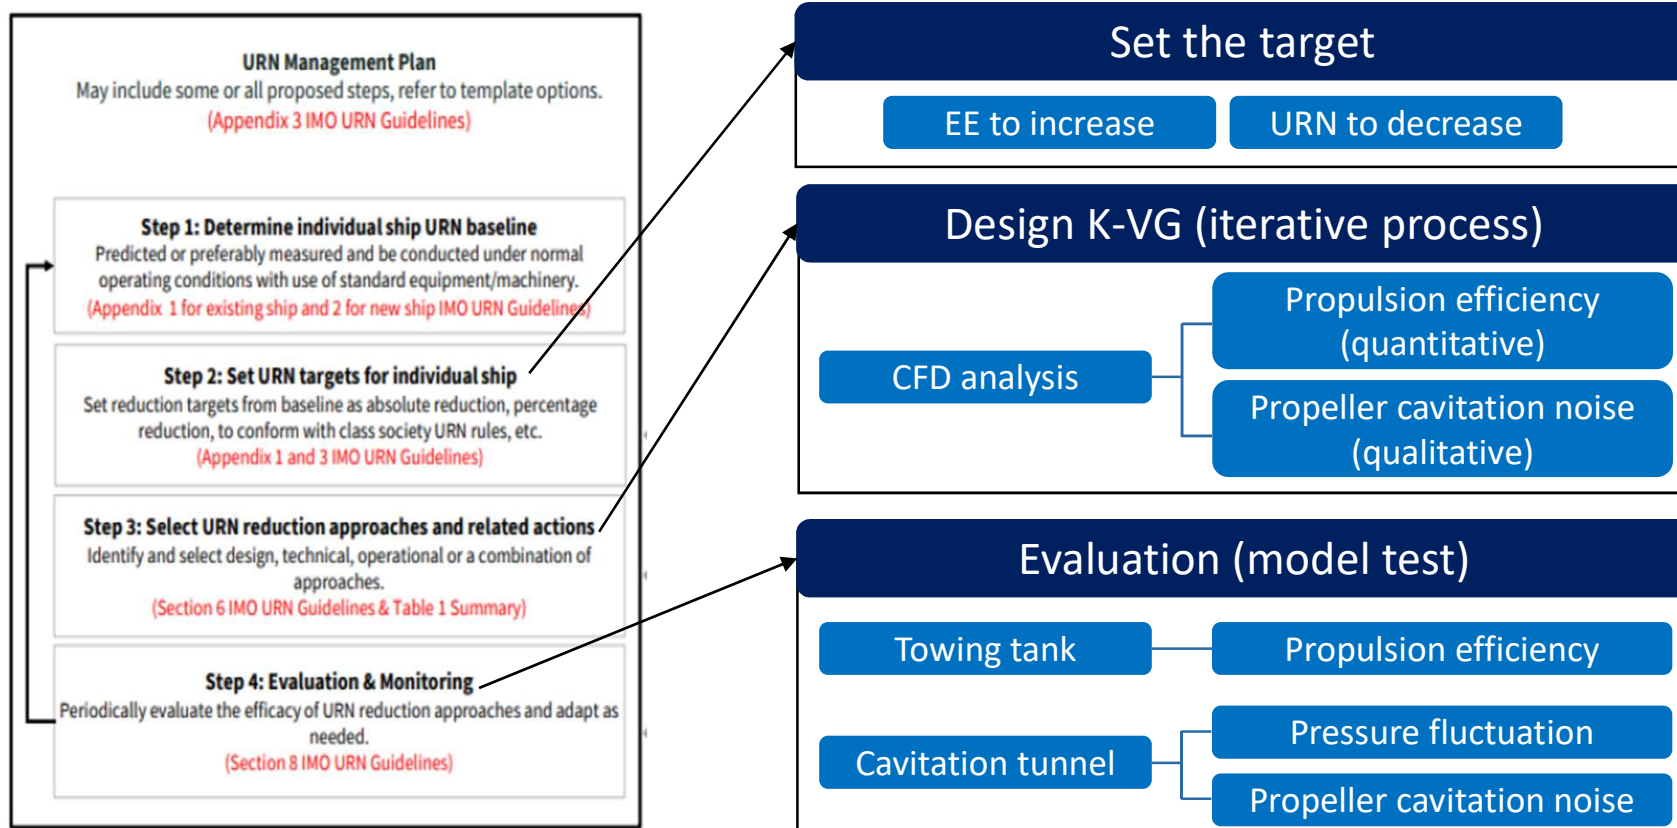 URN Management Plan
May include some or all proposed steps, refer to template options.
(Appendix 3 IMO URN Guidelines)
Step 1: Determine individual ship URN baseline
Predicted or preferably measured and be conducted under normal
operating conditions with use of standard equipment/machinery.
(Appendix 1 for existing ship and 2 for new ship IMO URN Guidelines)
Step 2: Set URN targets for individual ship
Set reduction targets from baseline as absolute reduction, percentage
reduction, to conform with class society URN rules, etc.
(Appendix 1 and 3 IMO URN Guidelines)
Step 3: Select URN reduction approaches and related actions
Identify and select design, technical, operational or a combination of
approaches.
(Section 6 IMO URN Guidelines & Table 1 Summary)
Step 4: Evaluation & Monitoring
Periodically evaluate the efficacy of URN reduction approaches and adapt as
needed.
(Section 8 IMO URN Guidelines)
Set the target
EE to increase
URN to decrease
Design K-VG (iterative process)
CFD analysis
Propulsion efficiency
(quantitative)
Propeller cavitation noise
(qualitative)
Evaluation (model test)
Towing tank
Propulsion efficiency
Cavitation tunnel
Pressure fluctuation
Propeller cavitation noise